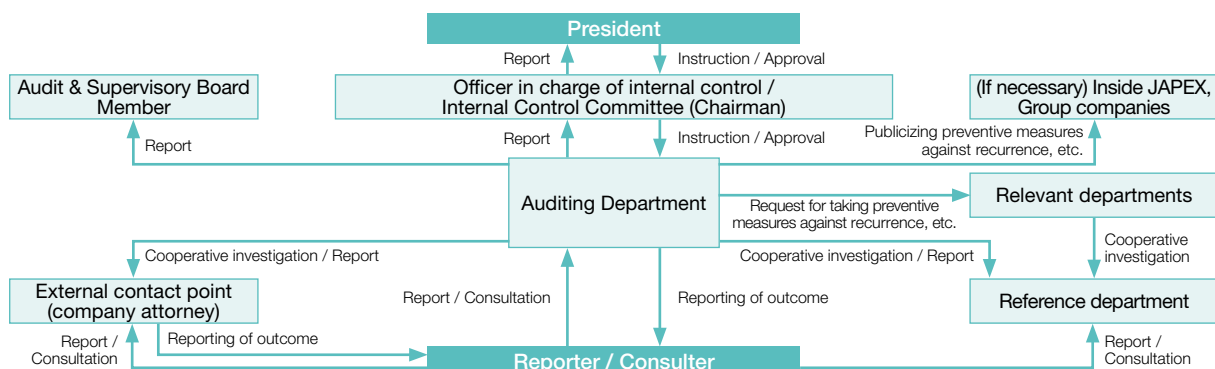 President
Report
Instruction / Approval
Audit & Supervisory Board
Member
Officer in charge of internal control /
Internal Control Committee (Chairman)
(If necessary) Inside JAPEX,
Group companies
Report
Report
Instruction / Approval
Publicizing preventive measures
against recurrence, etc.
Auditing Department
Request for taking preventive
measures against recurrence, etc.
Relevant departments
Cooperative investigation / Report
Cooperative investigation / Report
Cooperative
investigation
External contact point
(company attorney)
Report / Consultation
Reporting of outcome
Reference department
Report /
Consultation
Reporting of outcome
Reporter / Consulter
Report /
Consultation